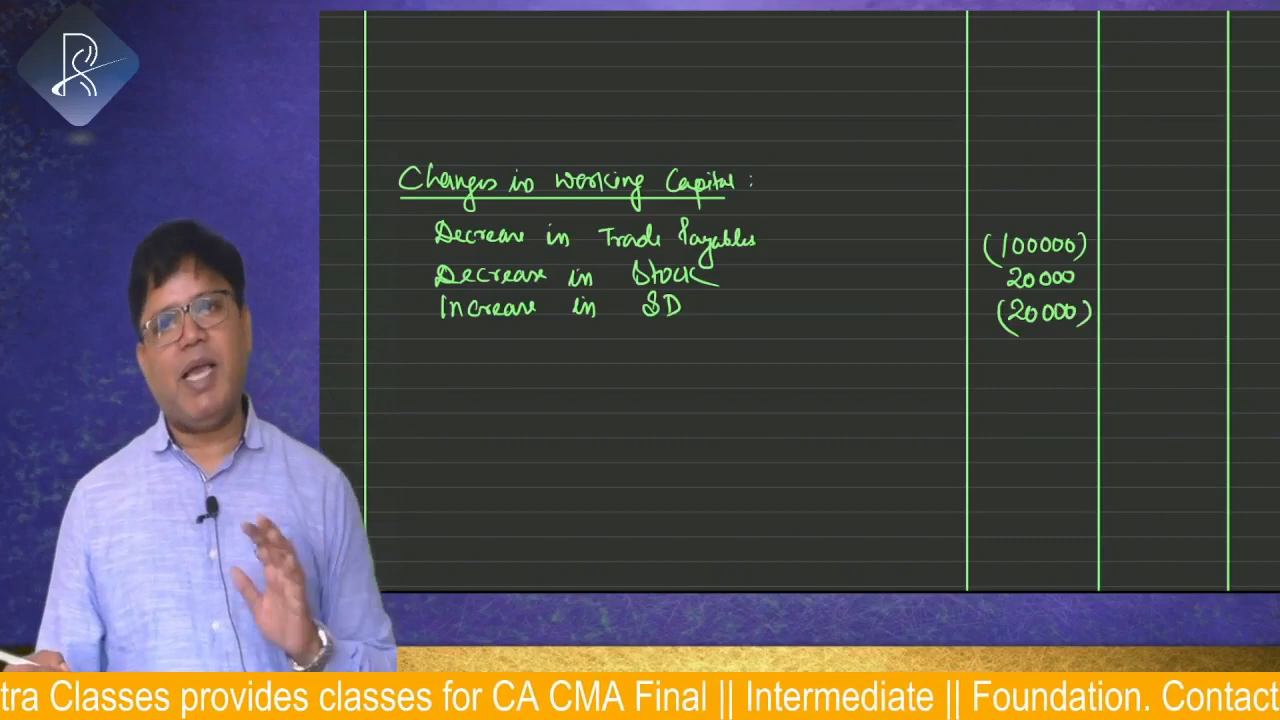 RS
Changes in Working Capital :
Decrease in Trade Payables (100000)
Decrease in Stock 20000
Increase in SD (20000)
tra Classes provides classes for CA CMA Final || Intermediate || Foundation. Contact